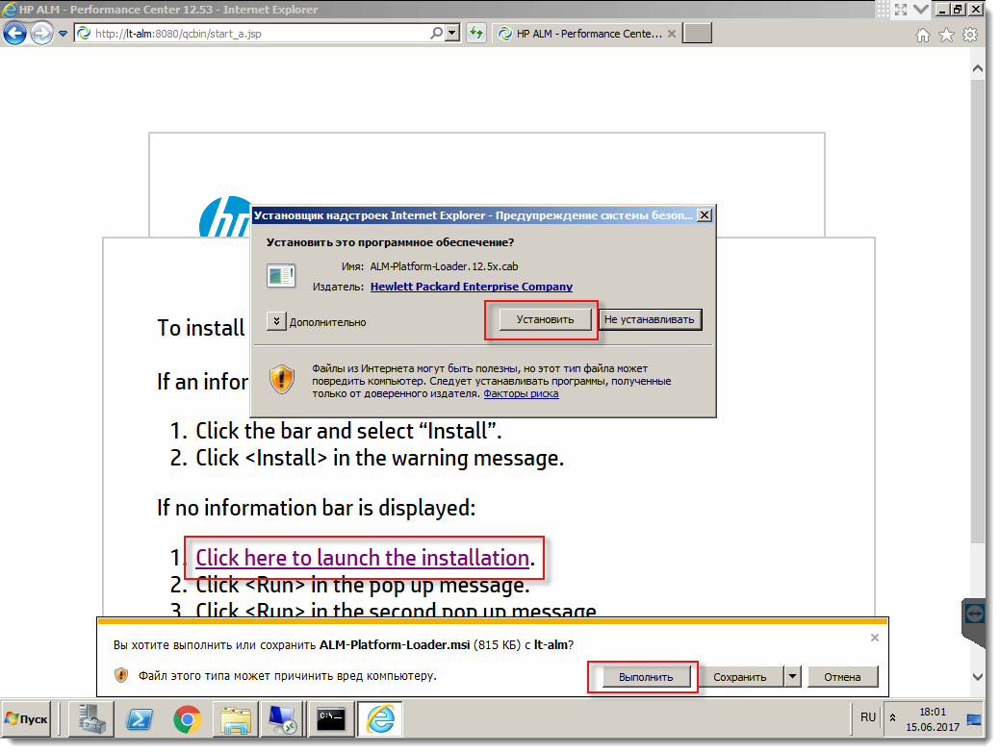 HP ALM - Performance Center 12.53 - Internet Explorer
http://lt-alm:8080/qcbin/start_a.jsp
HP ALM - Performance Cente...
hp
Установщик надстроек Internet Explorer - Предупреждение системы безоп...
Установить это программное обеспечение?
Имя: ALM-Platform-Loader.12.5x.cab
Издатель: Hewlett Packard Enterprise Company
Дополнительно
Установить
Не устанавливать
Файлы из Интернета могут быть полезны, но этот тип файла может
повредить компьютер. Следует устанавливать программы, полученные
только от доверенного издателя. Факторы риска
To install
If an infor
1. Click the bar and select “Install”.
2. Click <Install> in the warning message.
If no information bar is displayed:
1. Click here to launch the installation.
2. Click <Run> in the pop up message.
3. Click <Run> in the second pop up message
Вы хотите выполнить или сохранить ALM-Platform-Loader.msi (815 КБ) с lt-alm?
Файл этого типа может причинить вред компьютеру.
Выполнить
Сохранить
Отмена
Пуск
C:\
RU
18:01
15.06.2017